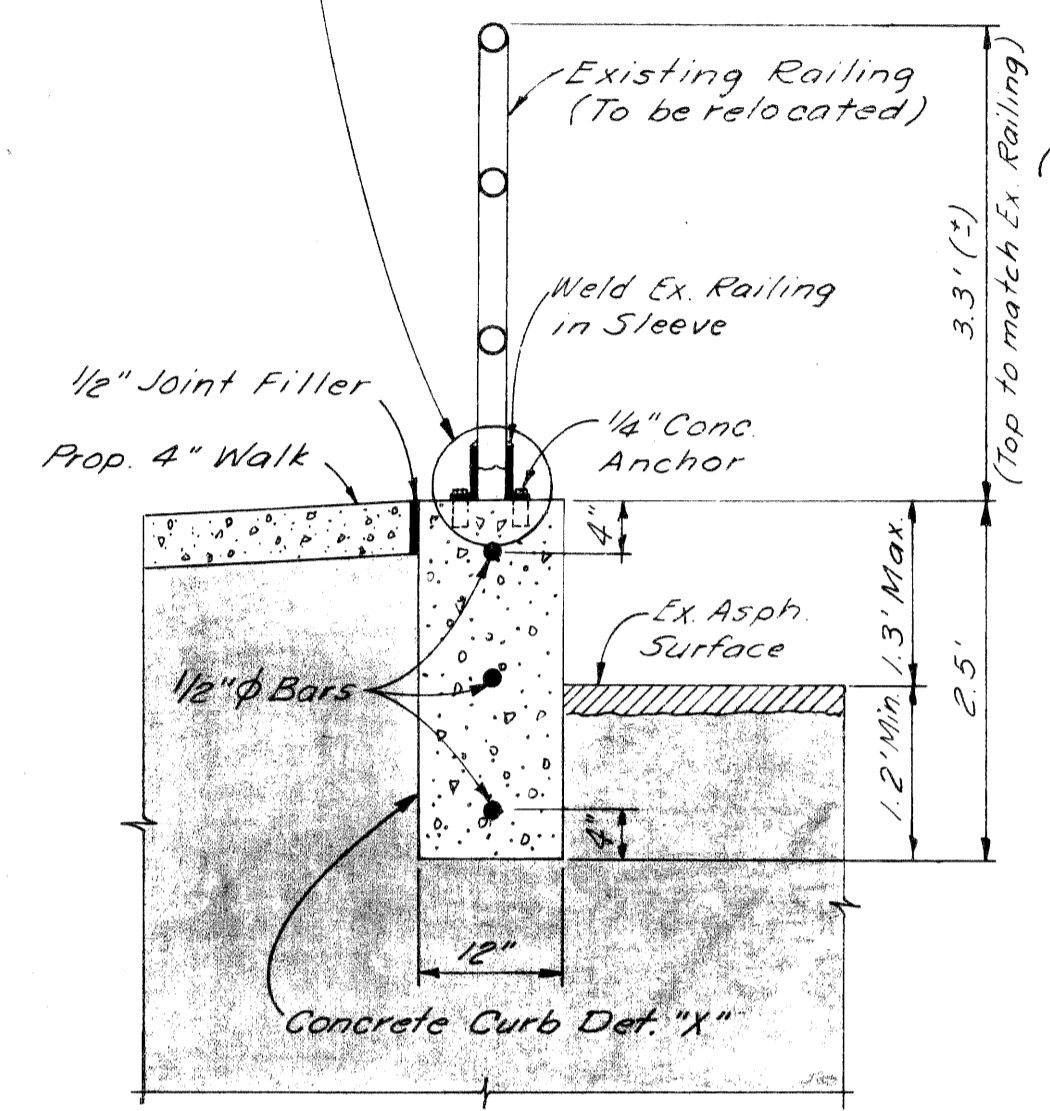 Existing Railing
(To be relocated)
3.3' (±)
(Top to match Ex. Railing)
Weld Ex. Railing
in Sleeve
1/2" Joint Filler
Prop. 4" Walk
1/4" Conc.
Anchor
4"
1.3' Max
Ex. Asph.
Surface
1/2" ϕ Bars
2.5'
1.2' Min.
4"
12"
Concrete Curb Det. "X"